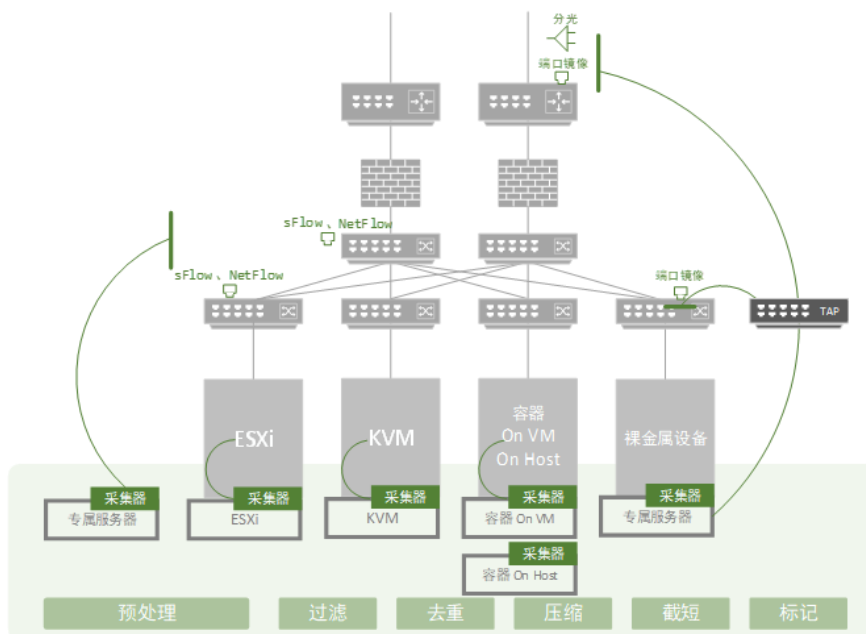 分光
端口镜像
sFlow、NetFlow
sFlow、NetFlow
端口镜像
TAP
ESXi
KVM
容器
On VM
On Host
裸金属设备
采集器
专属服务器
采集器
ESXi
采集器
KVM
采集器
容器 On VM
采集器
专属服务器
采集器
容器 On Host
预处理
过滤
去重
压缩
截短
标记